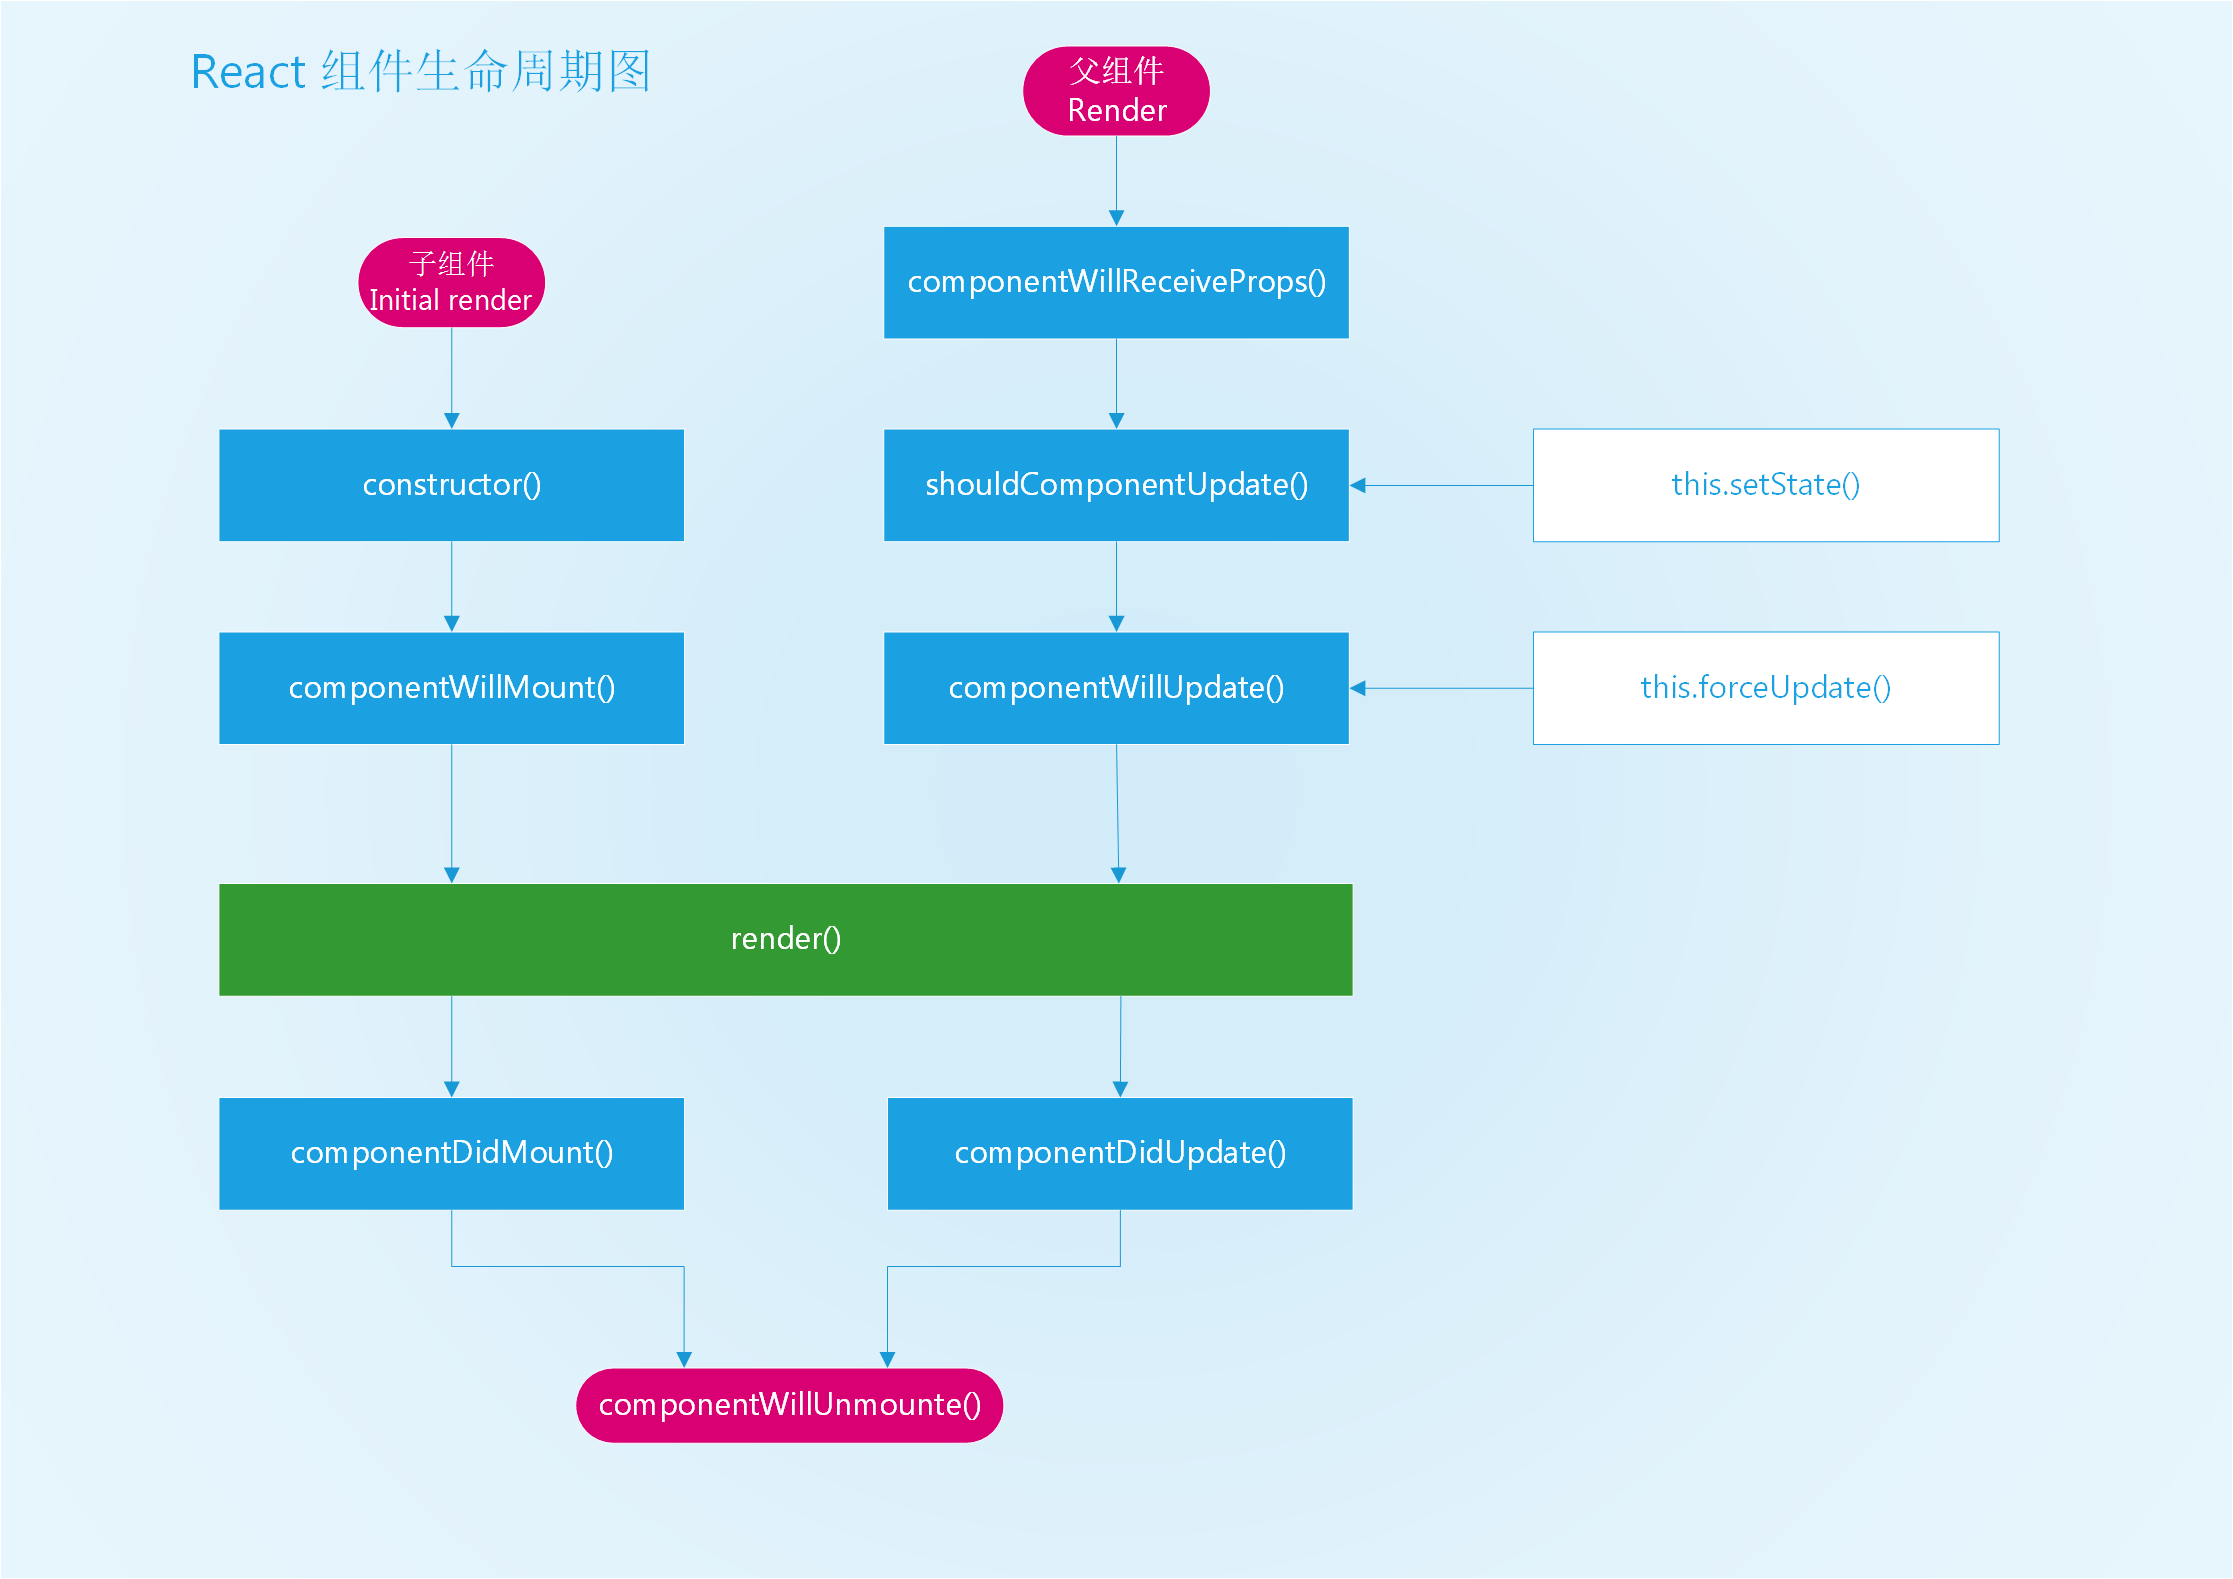 React 组件生命周期图
父组件
Render
子组件
Initial render
componentWillReceiveProps()
constructor()
shouldComponentUpdate()
this.setState()
componentWillMount()
componentWillUpdate()
this.forceUpdate()
render()
componentDidMount()
componentDidUpdate()
componentWillUnmounte()